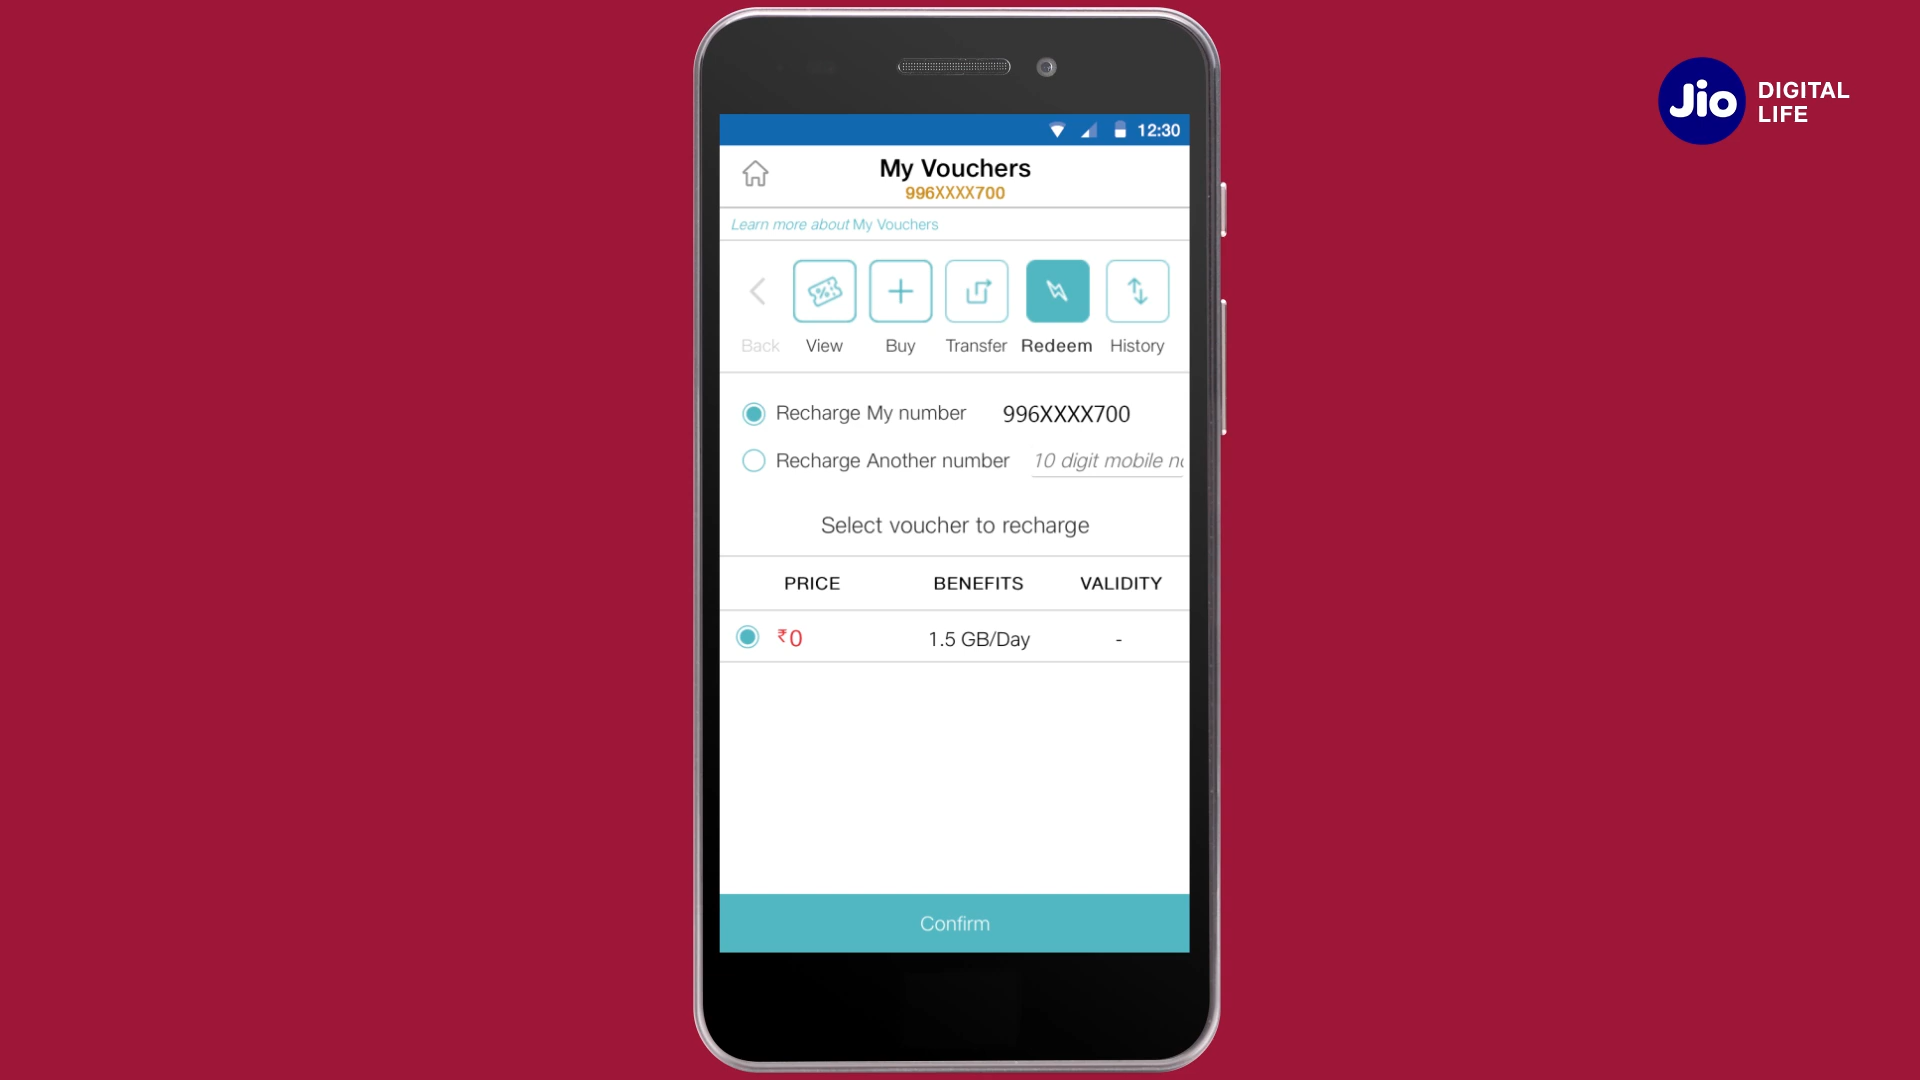 Jio DIGITAL
LIFE
12:30
My Vouchers
996XXXX700
Learn more about My Vouchers
Back View Buy Transfer Redeem History
Recharge My number 996XXXX700
Recharge Another number 10 digit mobile
Select voucher to recharge
PRICE BENEFITS VALIDITY
₹0 1.5 GB/Day -
Confirm